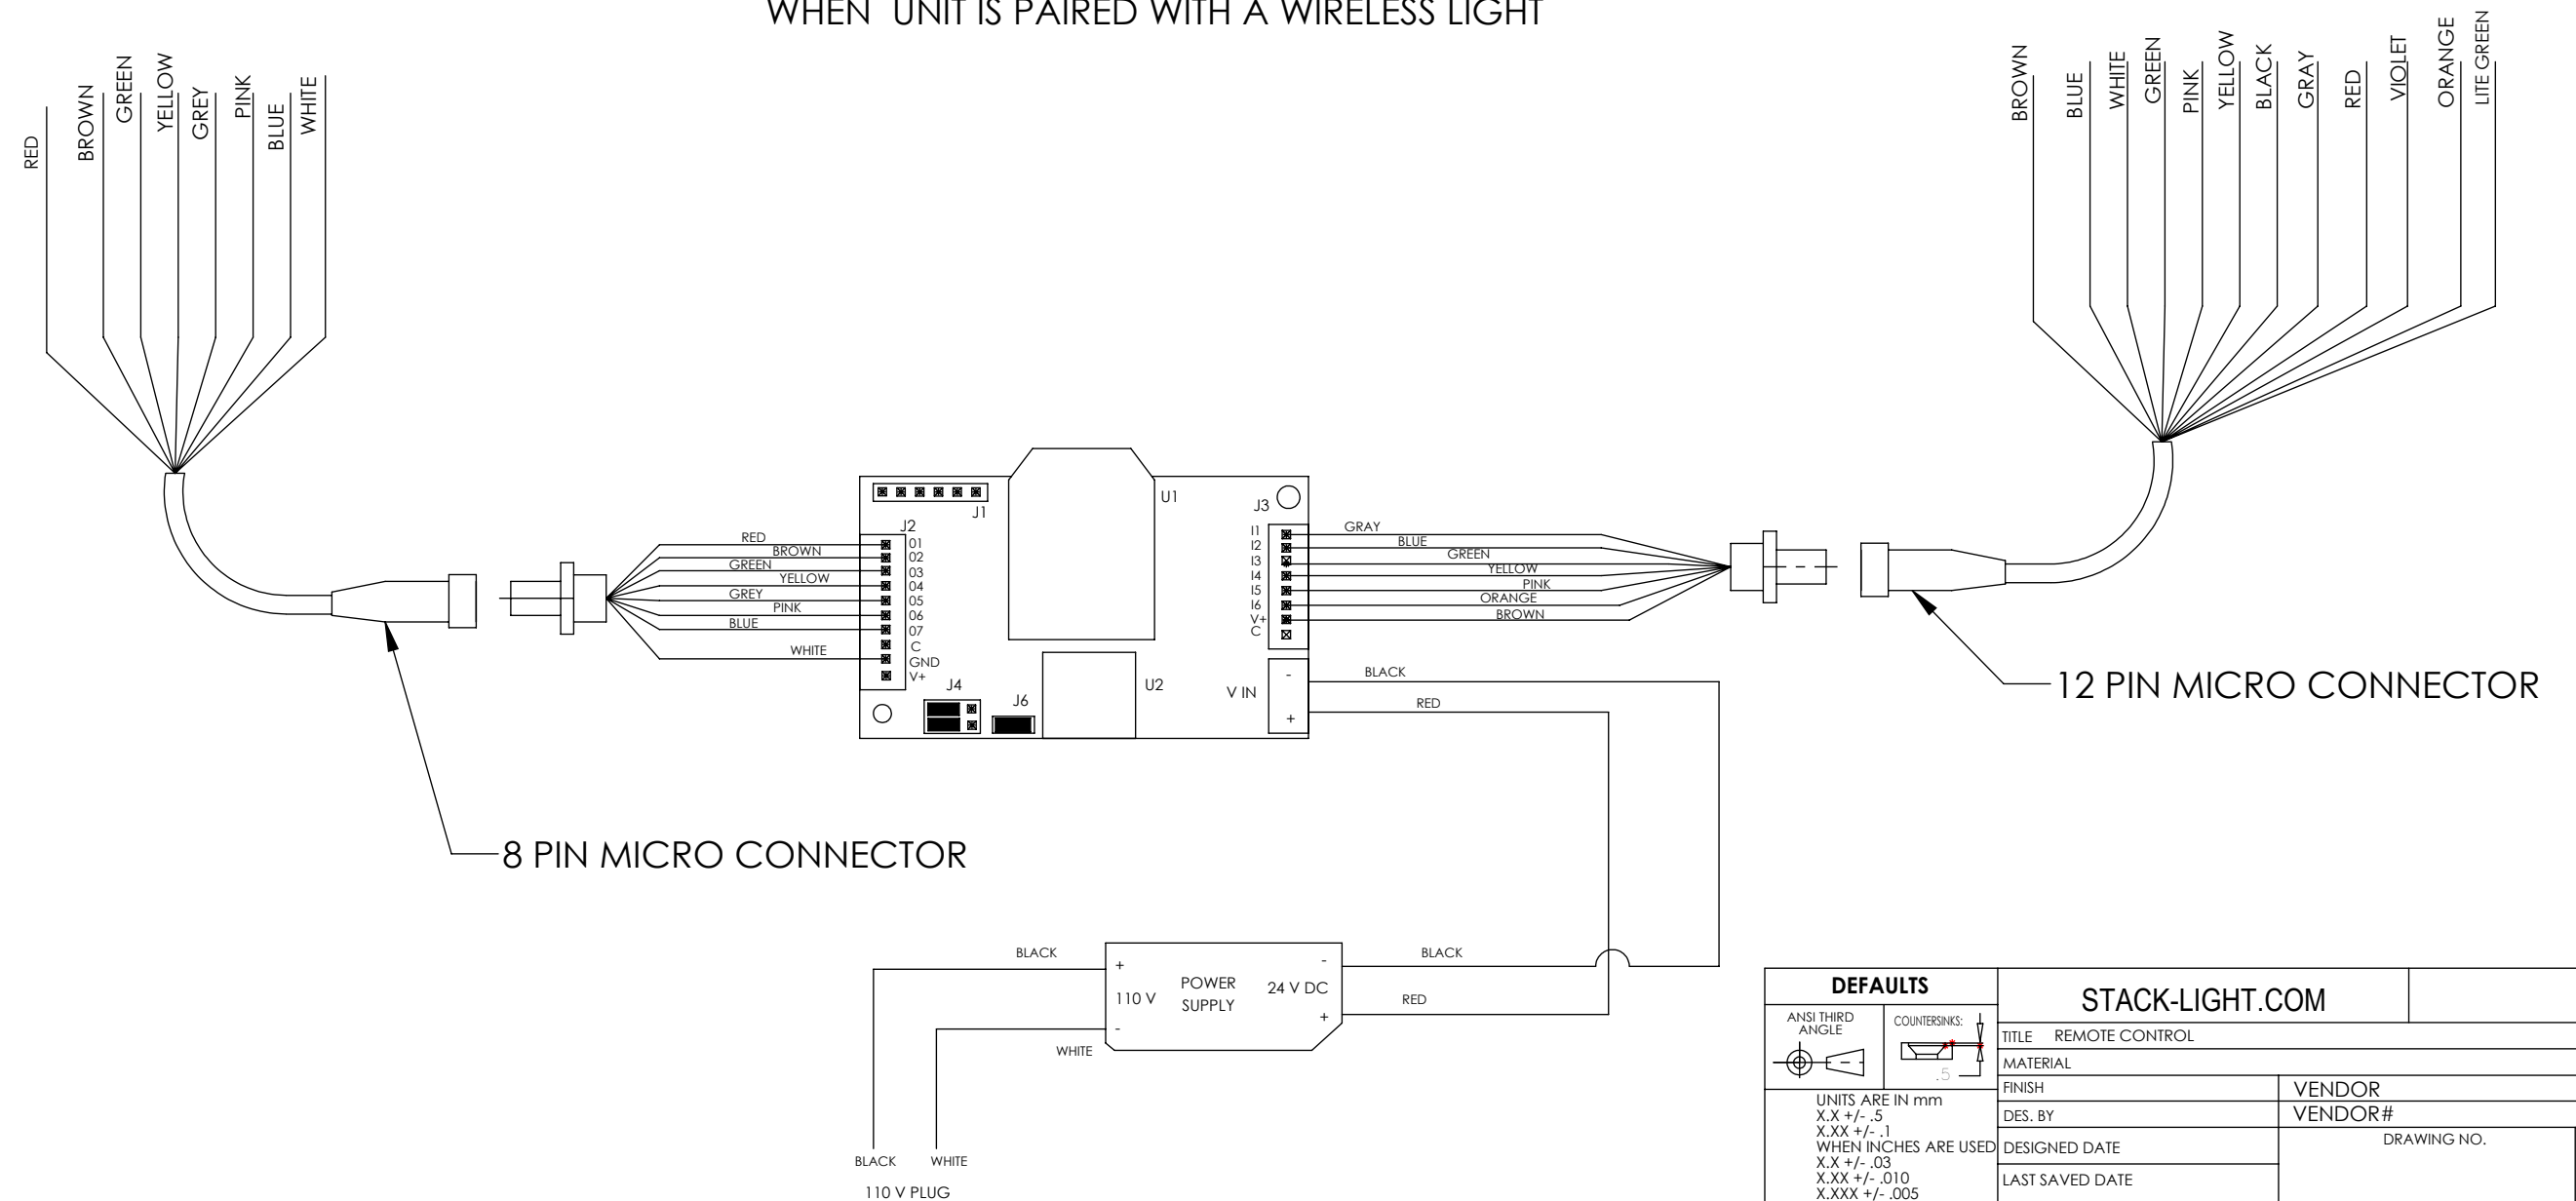 WHEN UNIT IS PAIRED WITH A WIRELESS LIGHT
RED
BROWN
GREEN
YELLOW
GREY
PINK
BLUE
WHITE
BROWN
BLUE
WHITE
GREEN
PINK
YELLOW
BLACK
GRAY
RED
VIOLET
ORANGE
LITE GREEN
J1
U1
J2
J3
RED
BROWN
GREEN
YELLOW
GREY
PINK
BLUE
WHITE
01
02
03
04
05
06
07
C
GND
V+
I1
I2
I3
I4
I5
I6
V+
C
GRAY
BLUE
GREEN
YELLOW
PINK
ORANGE
BROWN
J4
J6
U2
V IN
-
+
BLACK
RED
8 PIN MICRO CONNECTOR
12 PIN MICRO CONNECTOR
BLACK
WHITE
+
110 V
-
POWER
SUPPLY
-
24 V DC
+
BLACK
RED
BLACK WHITE
110 V PLUG
DEFAULTS
ANSI THIRD
ANGLE
COUNTERSINKS:
.5
UNITS ARE IN mm
X.X +/- .5
X.XX +/- .1
WHEN INCHES ARE USED
X.X +/- .03
X.XX +/- .010
X.XXX +/- .005
STACK-LIGHT.COM
TITLE REMOTE CONTROL
MATERIAL
FINISH
VENDOR
DES. BY
VENDOR#
DESIGNED DATE
DRAWING NO.
LAST SAVED DATE